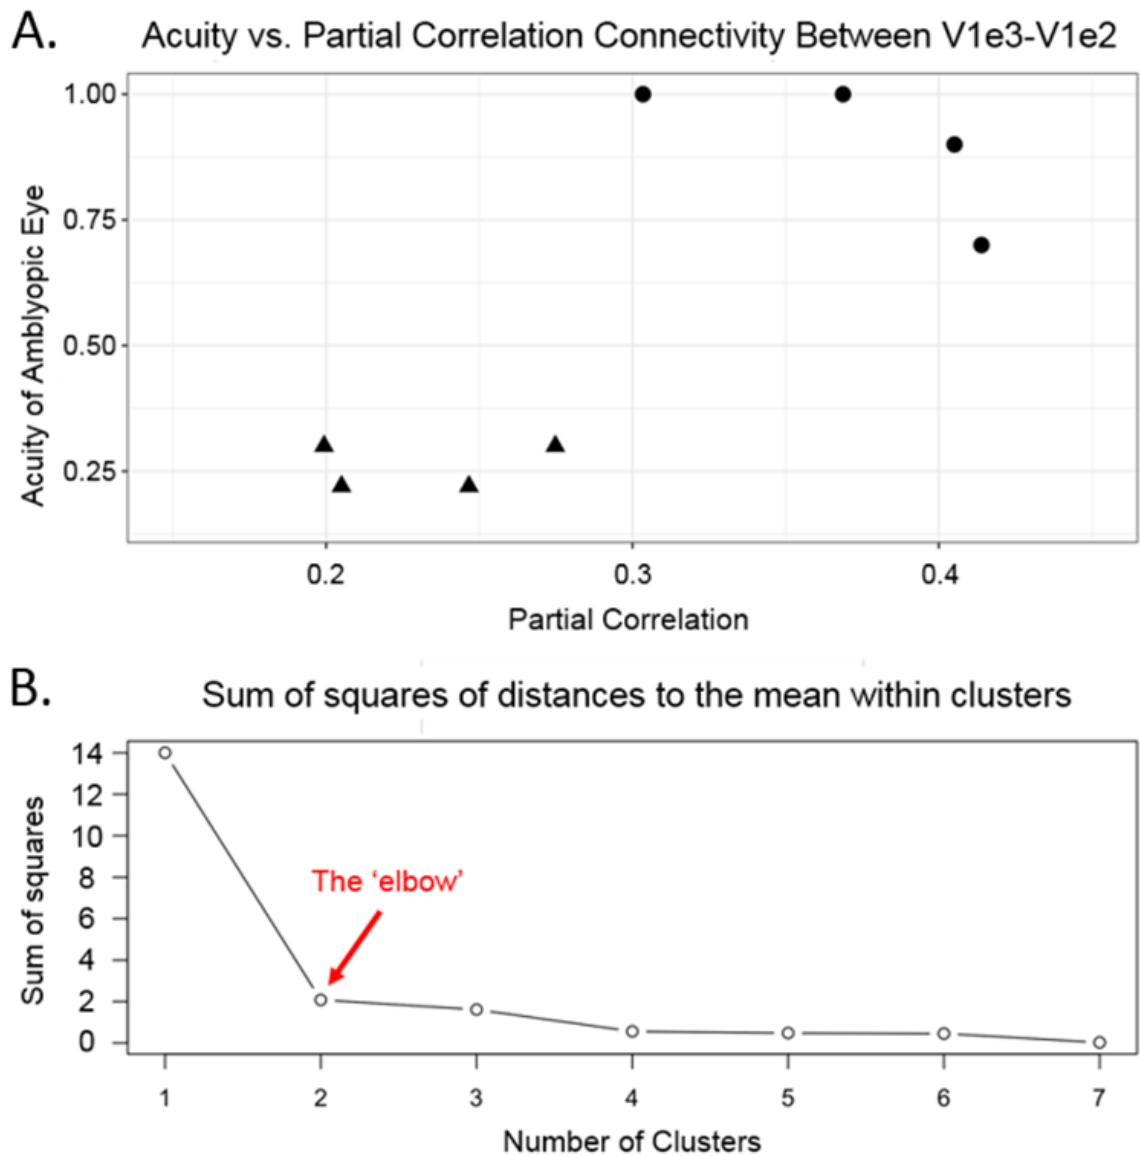 A.
Acuity vs. Partial Correlation Connectivity Between V1e3-V1e2
Acuity of Amblyopic Eye
1.00
0.75
0.50
0.25
0.2 0.3 0.4
Partial Correlation
B.
Sum of squares of distances to the mean within clusters
Sum of squares
14
12
10
8
6
4
2
0
The ‘elbow’
1 2 3 4 5 6 7
Number of Clusters